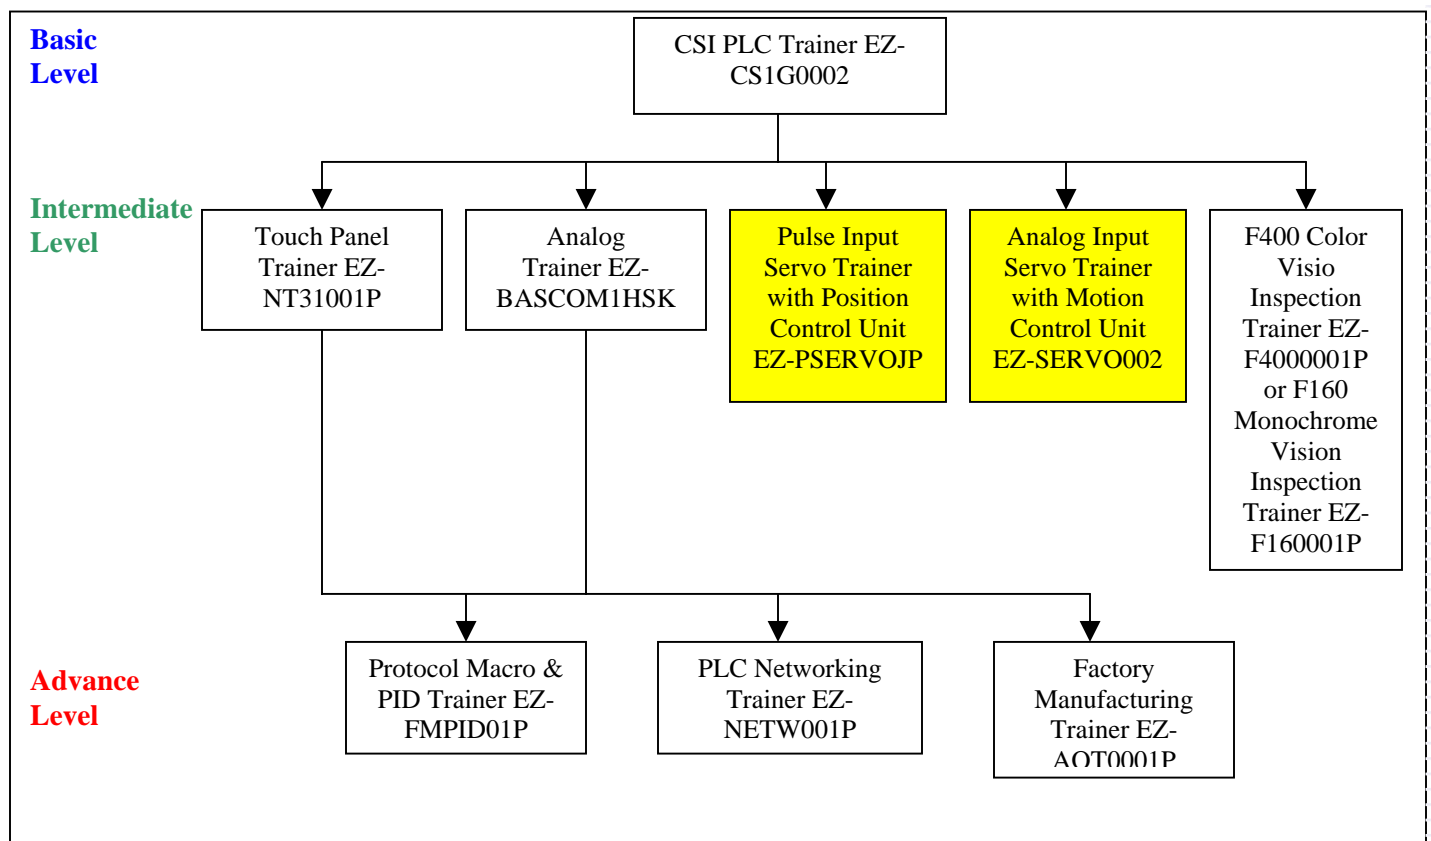 Basic
Level
CSI PLC Trainer EZ-
CS1G0002
Intermediate
Level
Touch Panel
Trainer EZ-
NT31001P
Analog
Trainer EZ-
BASCOM1HSK
Pulse Input
Servo Trainer
with Position
Control Unit
EZ-PSERVOJP
Analog Input
Servo Trainer
with Motion
Control Unit
EZ-SERVO002
F400 Color
Visio
Inspection
Trainer EZ-
F4000001P
or F160
Monochrome
Vision
Inspection
Trainer EZ-
F160001P
Advance
Level
Protocol Macro &
PID Trainer EZ-
FMPID01P
PLC Networking
Trainer EZ-
NETW001P
Factory
Manufacturing
Trainer EZ-
AOT0001P